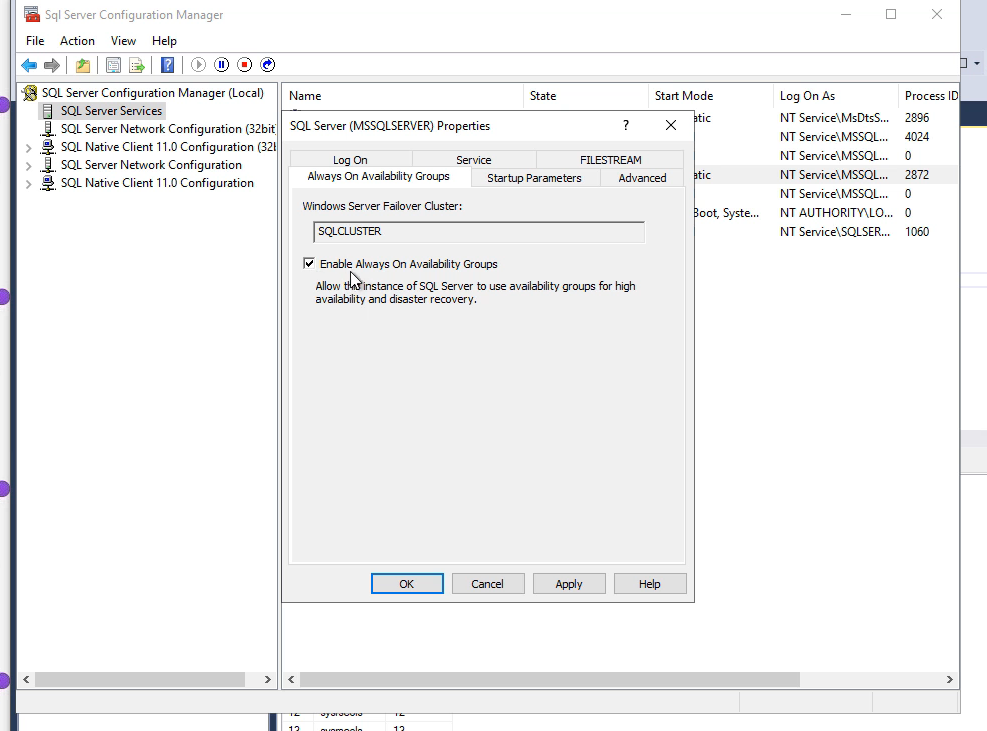 Sql Server Configuration Manager
File Action View Help
SQL Server Configuration Manager (Local)
SQL Server Services
SQL Server Network Configuration (32bit
SQL Native Client 11.0 Configuration (32
SQL Server Network Configuration
SQL Native Client 11.0 Configuration
Name State Start Mode Log On As Process ID
NT Service\MsDtsS... 2896
NT Service\MSSQL... 4024
NT Service\MSSQL... 0
NT Service\MSSQL... 2872
NT Service\MSSQL... 0
Boot, Syste... NT AUTHORITY\LO... 0
NT Service\SQLSER... 1060
SQL Server (MSSQLSERVER) Properties
?
Log On Service FILESTREAM
Always On Availability Groups Startup Parameters Advanced
Windows Server Failover Cluster:
SQLCLUSTER
Enable Always On Availability Groups
Allow this instance of SQL Server to use availability groups for high
availability and disaster recovery.
OK Cancel Apply Help